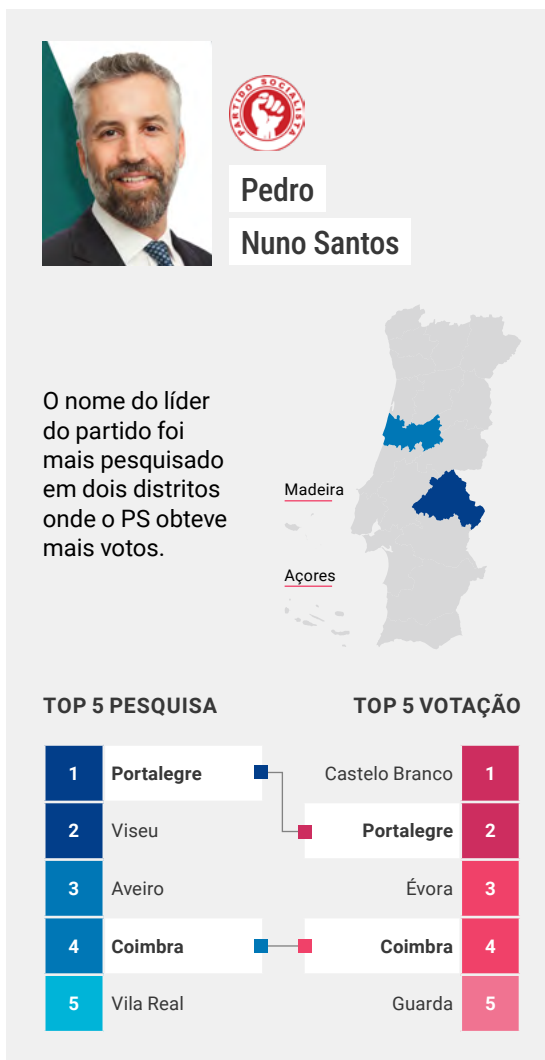 PARTIDO SOCIALISTA
Pedro
Nuno Santos
O nome do líder
do partido foi
mais pesquisado
em dois distritos
onde o PS obteve
mais votos.
Madeira
Açores
TOP 5 PESQUISA
1 Portalegre
2 Viseu
3 Aveiro
4 Coimbra
5 Vila Real
TOP 5 VOTAÇÃO
Castelo Branco 1
Portalegre 2
Évora 3
Coimbra 4
Guarda 5